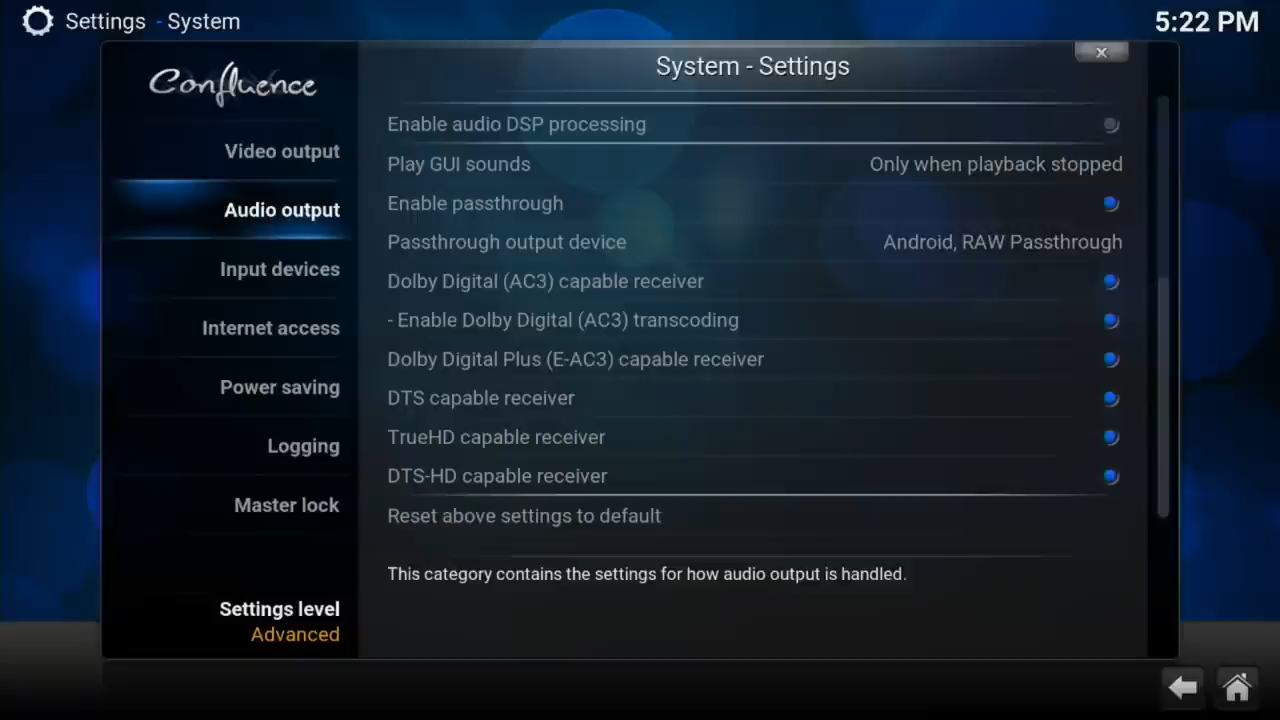 Settings - System
5:22 PM
Confluence
System - Settings
Video output
Audio output
Input devices
Internet access
Power saving
Logging
Master lock
Settings level
Advanced
Enable audio DSP processing
Play GUI sounds Only when playback stopped
Enable passthrough
Passthrough output device Android, RAW Passthrough
Dolby Digital (AC3) capable receiver
- Enable Dolby Digital (AC3) transcoding
Dolby Digital Plus (E-AC3) capable receiver
DTS capable receiver
TrueHD capable receiver
DTS-HD capable receiver
Reset above settings to default
This category contains the settings for how audio output is handled.